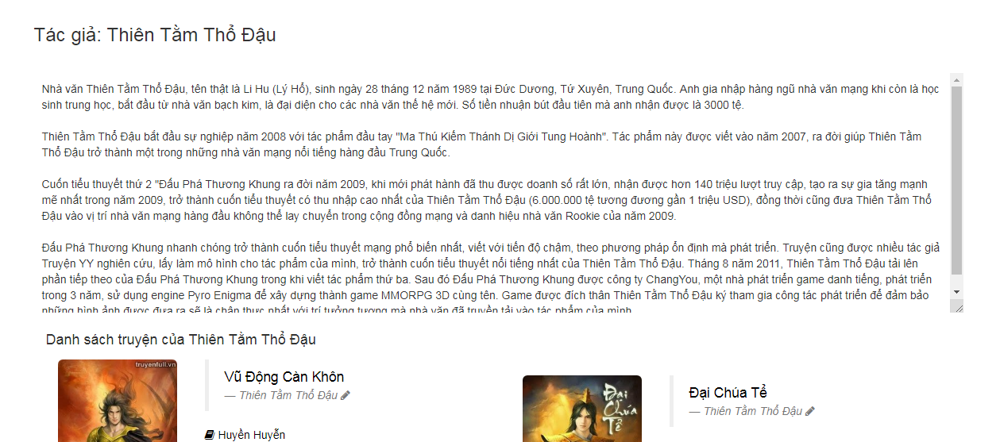 Tác giả: Thiên Tằm Thổ Đậu
Nhà văn Thiên Tằm Thổ Đậu, tên thật là Li Hu (Lý Hổ), sinh ngày 28 tháng 12 năm 1989 tại Đức Dương, Tứ Xuyên, Trung Quốc. Anh gia nhập hàng ngũ nhà văn mạng khi còn là học
sinh trung học, bắt đầu từ nhà văn bạch kim, là đại diện cho các nhà văn thế hệ mới. Số tiền nhuận bút đầu tiên mà anh nhận được là 3000 tệ.
Thiên Tằm Thổ Đậu bắt đầu sự nghiệp năm 2008 với tác phẩm đầu tay "Ma Thú Kiếm Thánh Dị Giới Tung Hoành". Tác phẩm này được viết vào năm 2007, ra đời giúp Thiên Tằm
Thổ Đậu trở thành một trong những nhà văn mạng nổi tiếng hàng đầu Trung Quốc.
Cuốn tiểu thuyết thứ 2 "Đấu Phá Thương Khung ra đời năm 2009, khi mới phát hành đã thu được doanh số rất lớn, nhận được hơn 140 triệu lượt truy cập, tạo ra sự gia tăng mạnh
mẽ nhất trong năm 2009, trở thành cuốn tiểu thuyết có thu nhập cao nhất của Thiên Tằm Thổ Đậu (6.000.000 tệ tương đương gần 1 triệu USD), đồng thời cũng đưa Thiên Tằm Thổ
Đậu vào vị trí nhà văn mạng hàng đầu không thể lay chuyển trong cộng đồng mạng và danh hiệu nhà văn Rookie của năm 2009.
Đấu Phá Thương Khung nhanh chóng trở thành cuốn tiểu thuyết mạng phổ biến nhất, viết với tiến độ chậm, theo phương pháp ổn định mà phát triển. Truyện cũng được nhiều tác giả
Truyện YY nghiên cứu, lấy làm mô hình cho tác phẩm của mình, trở thành cuốn tiểu thuyết nổi tiếng nhất của Thiên Tằm Thổ Đậu. Tháng 8 năm 2011, Thiên Tằm Thổ Đậu tải lên
phần tiếp theo của Đấu Phá Thương Khung trong khi viết tác phẩm thứ ba. Sau đó Đấu Phá Thương Khung được công ty ChangYou, một nhà phát triển game danh tiếng, phát triển
trong 3 năm, sử dụng engine Pyro Enigma để xây dựng thành game MMORPG 3D cùng tên. Game được đích thân Thiên Tằm Thổ Đậu ký tham gia công tác phát triển để đảm bảo
những hình ảnh được đưa ra sẽ là chân thực nhất với trí tưởng tượng mà nhà văn đã truyền tải vào tác phẩm của mình.
Danh sách truyện của Thiên Tằm Thổ Đậu
truyenfull.vn
Vũ Động Càn Khôn
— Thiên Tằm Thổ Đậu
Huyền Huyễn
Đại Chúa Tể
Đại Chúa Tể
— Thiên Tằm Thổ Đậu